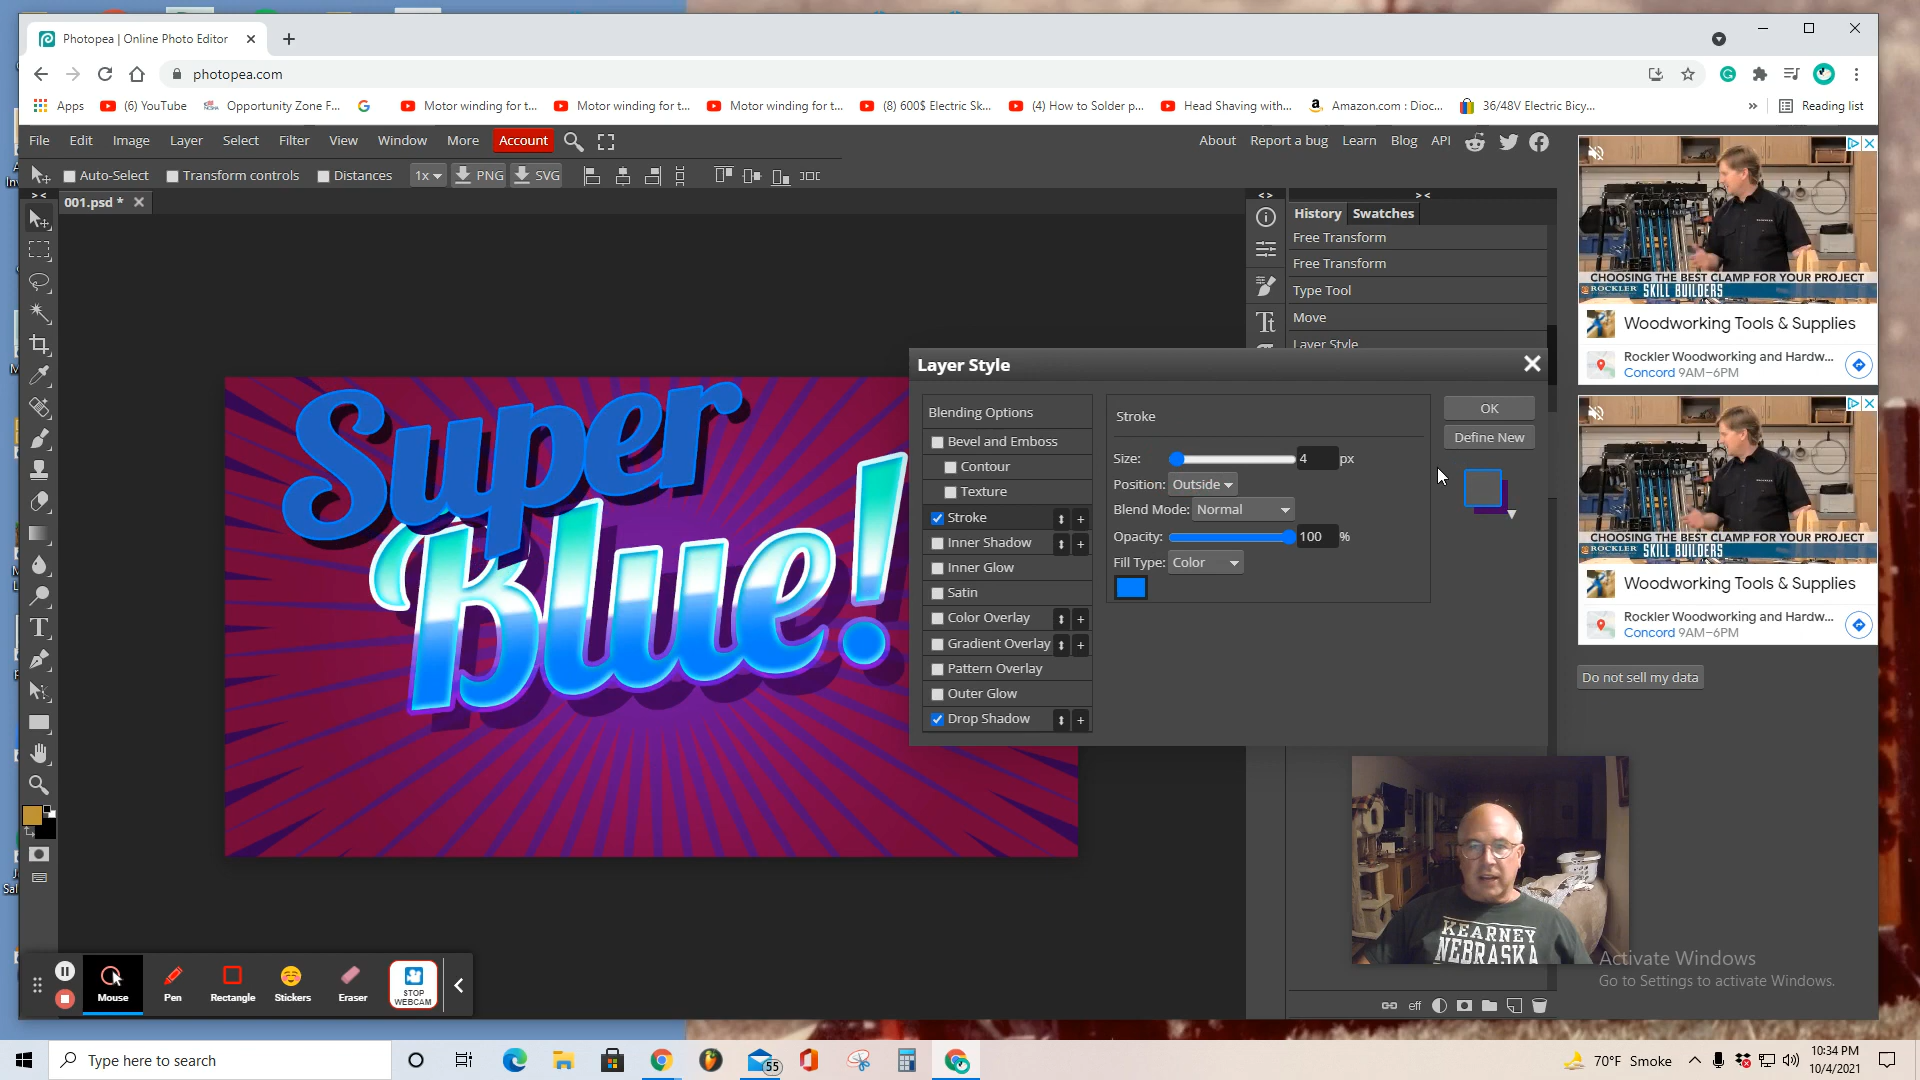 Photopea | Online Photo Editor
photopea.com
Apps
(6) YouTube
Opportunity Zone F...
Motor winding for t...
Motor winding for t...
Motor winding for t...
(8) 600$ Electric Sk...
(4) How to Solder p...
Head Shaving with...
Amazon.com : Dioc...
36/48V Electric Bicy...
»
Reading list
File Edit Image Layer Select Filter View Window More Account
About Report a bug Learn Blog API
Auto-Select Transform controls Distances 1x PNG SVG
001.psd *
History Swatches
Free Transform
Free Transform
Type Tool
Move
Layer Style
Super
Blue!
Layer Style
Blending Options
Bevel and Emboss
Contour
Texture
Stroke
Inner Shadow
Inner Glow
Satin
Color Overlay
Gradient Overlay
Pattern Overlay
Outer Glow
Drop Shadow
Stroke
Size: 4 px
Position: Outside
Blend Mode: Normal
Opacity: 100 %
Fill Type: Color
OK
Define New
CHOOSING THE BEST CLAMP FOR YOUR PROJECT
ROCKLER SKILL BUILDERS
Woodworking Tools & Supplies
Rockler Woodworking and Hardw...
Concord 9AM–6PM
CHOOSING THE BEST CLAMP FOR YOUR PROJECT
ROCKLER SKILL BUILDERS
Woodworking Tools & Supplies
Rockler Woodworking and Hardw...
Concord 9AM–6PM
Do not sell my data
KEARNEY
NEBRASKA
Activate Windows
Go to Settings to activate Windows.
eff
Mouse
Pen
Rectangle
Stickers
Eraser
STOP
WEBCAM
Type here to search
55
70°F Smoke
10:34 PM
10/4/2021